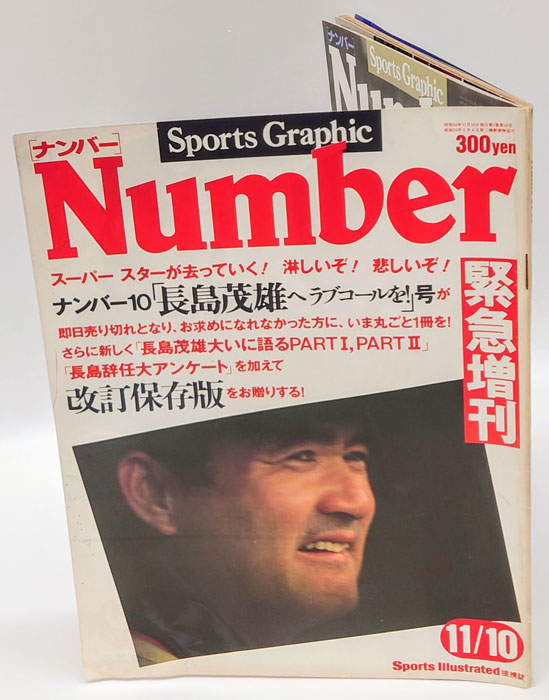 ナンバー
Sports Graphic
Number
[ナンバー]
Sports Graphic
300yen
Number
スーパー スターが去っていく! 淋しいぞ! 悲しいぞ!
ナンバー10「長島茂雄へラブコールを!」号が
即日売り切れとなり、お求めになれなかった方に、いま丸ごと1冊を!
さらに新しく「長島茂雄大いに語るPARTⅠ,PARTⅡ」
「長島辞任大アンケート」を加えて
改訂保存版をお贈りする!
緊急増刊
11/10
Sports Illustrated 提携誌